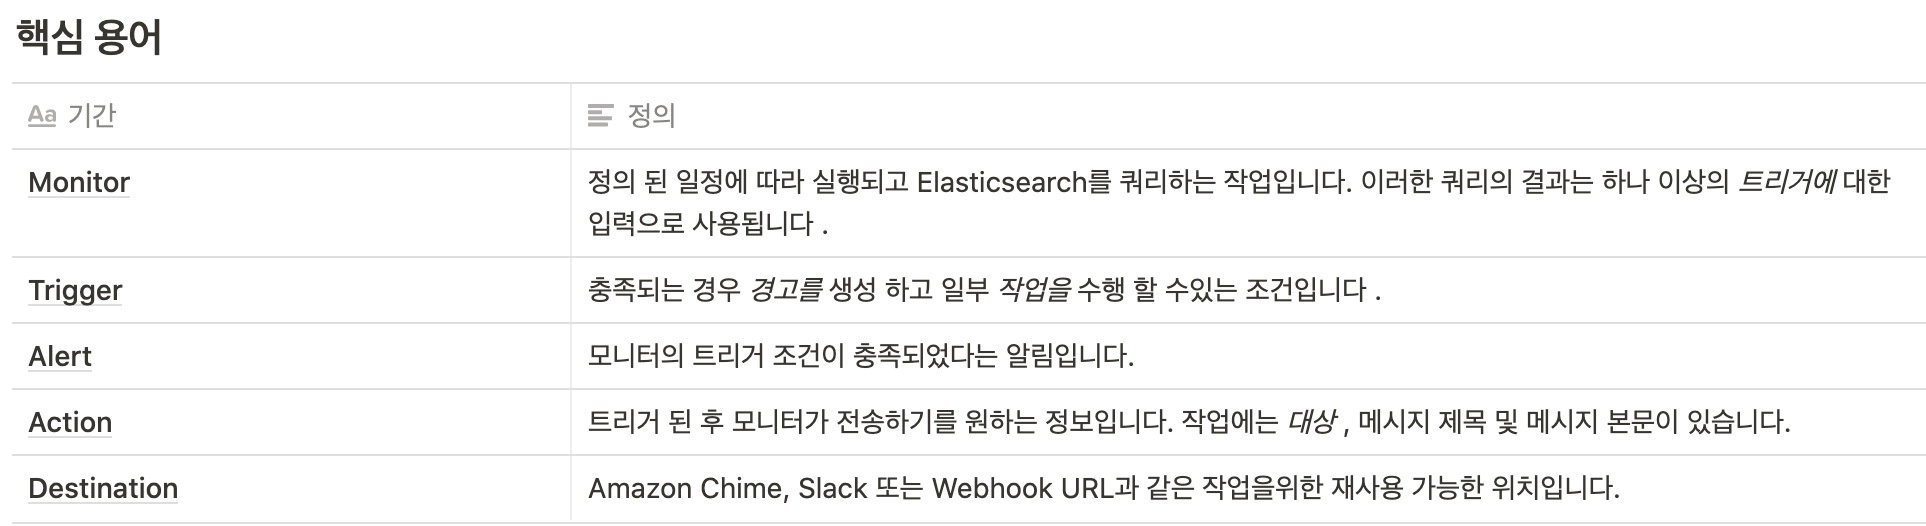 핵심 용어
Aa 기간
정의
Monitor
정의 된 일정에 따라 실행되고 Elasticsearch를 쿼리하는 작업입니다. 이러한 쿼리의 결과는 하나 이상의 트리거에 대한
입력으로 사용됩니다 .
Trigger
충족되는 경우 경고를 생성 하고 일부 작업을 수행 할 수있는 조건입니다 .
Alert
모니터의 트리거 조건이 충족되었다는 알림입니다.
Action
트리거 된 후 모니터가 전송하기를 원하는 정보입니다. 작업에는 대상 , 메시지 제목 및 메시지 본문이 있습니다.
Destination
Amazon Chime, Slack 또는 Webhook URL과 같은 작업을위한 재사용 가능한 위치입니다.